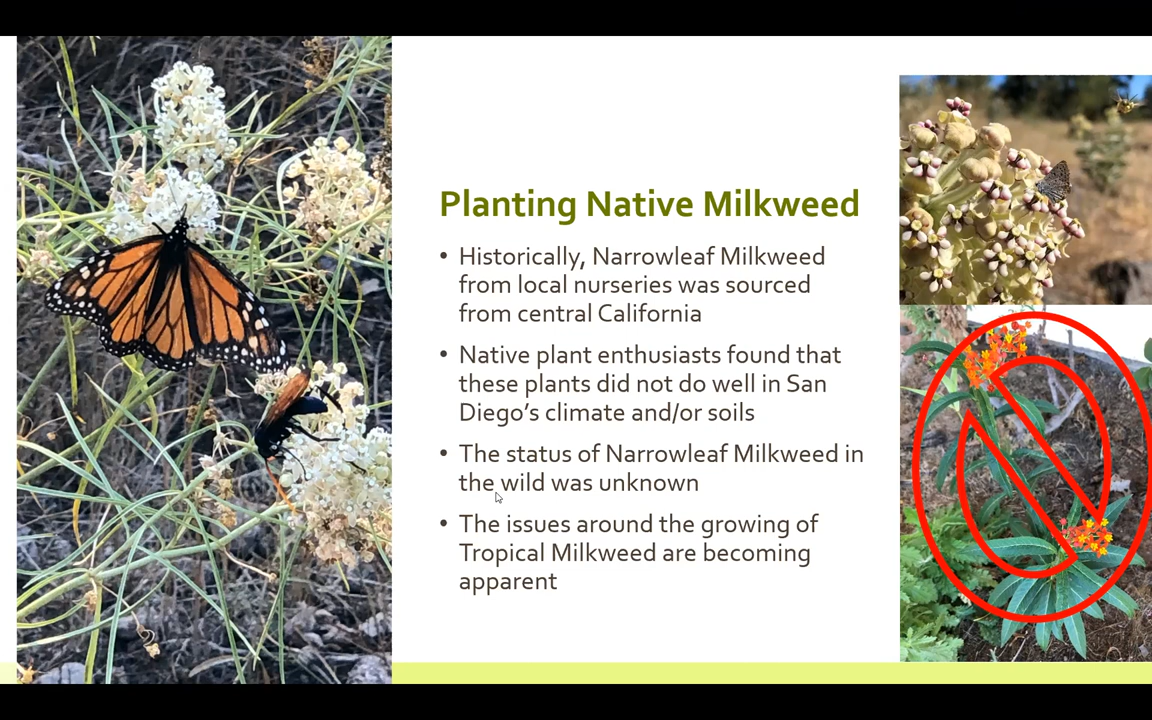 Planting Native Milkweed
• Historically, Narrowleaf Milkweed
from local nurseries was sourced
from central California
• Native plant enthusiasts found that
these plants did not do well in San
Diego's climate and/or soils
• The status of Narrowleaf Milkweed in
the wild was unknown
• The issues around the growing of
Tropical Milkweed are becoming
apparent